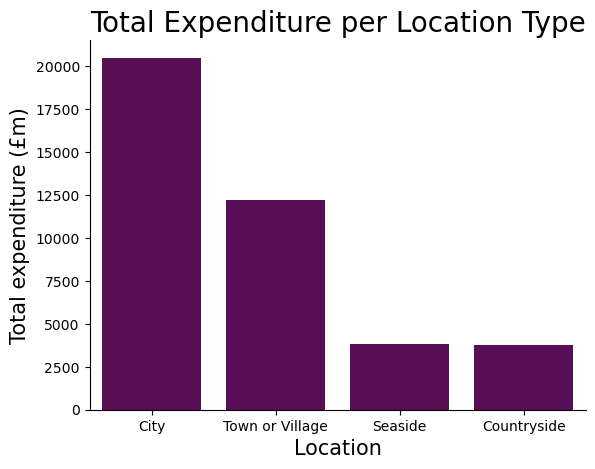 Total Expenditure per Location Type
Total expenditure (£m)
20000
17500
15000
12500
10000
7500
5000
2500
0
City
Town or Village
Seaside
Countryside
Location